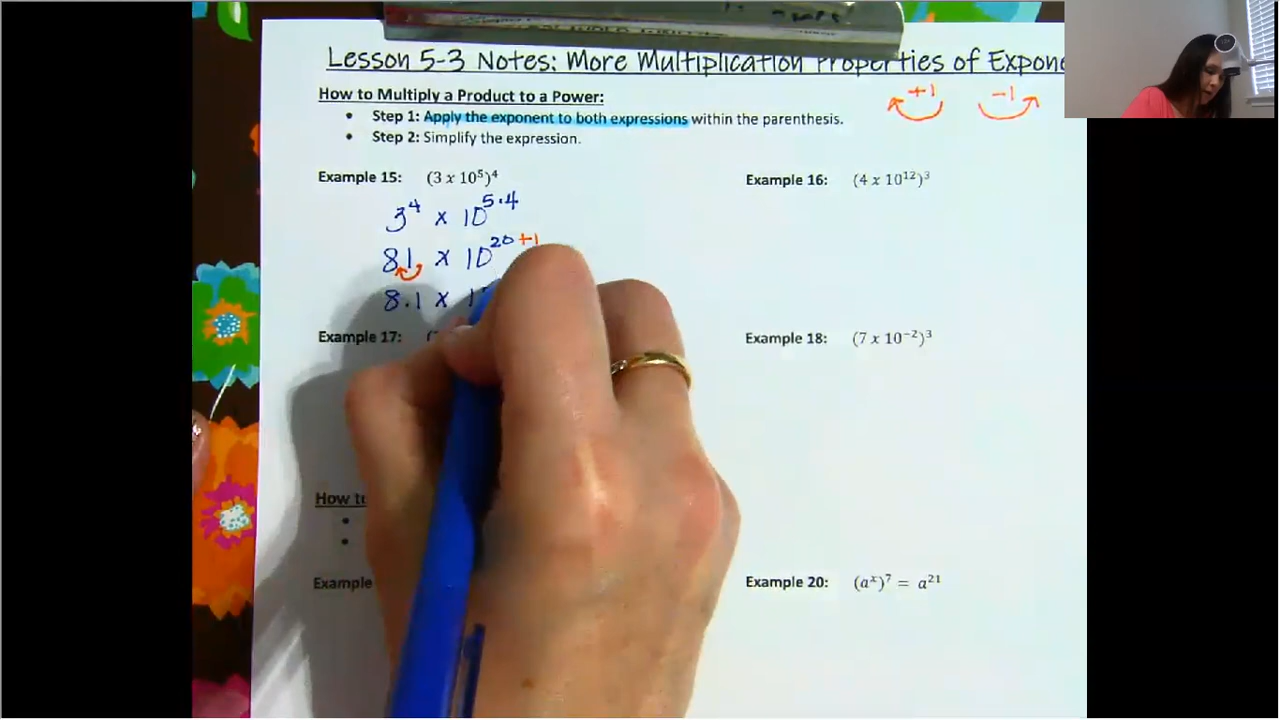 Lesson 5-3 Notes: More Multiplication Properties of
How to Multiply a Product to a Power:
+1 -1
• Step 1: Apply the exponent to both expressions within the parenthesis.
• Step 2: Simplify the expression.
Example 15: (3 x 10⁵)⁴
3⁴ x 10⁵·⁴
81 x 10²⁰ ⁺¹
8.1 x
Example 16: (4 x 10¹²)³
Example 17:
Example 18: (7 x 10⁻²)³
How
Example
Example 20: (aˣ)⁷ = a²¹